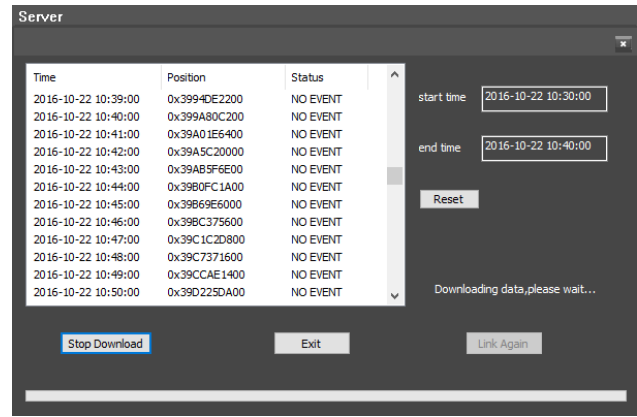 Server
Time Position Status
2016-10-22 10:39:00 0x3994DE2200 NO EVENT
2016-10-22 10:40:00 0x399A80C200 NO EVENT
2016-10-22 10:41:00 0x39A01E6400 NO EVENT
2016-10-22 10:42:00 0x39A5C20000 NO EVENT
2016-10-22 10:43:00 0x39AB5F6E00 NO EVENT
2016-10-22 10:44:00 0x39B0FC1A00 NO EVENT
2016-10-22 10:45:00 0x39B69E6000 NO EVENT
2016-10-22 10:46:00 0x39BC375600 NO EVENT
2016-10-22 10:47:00 0x39C1C2D800 NO EVENT
2016-10-22 10:48:00 0x39C7371600 NO EVENT
2016-10-22 10:49:00 0x39CCAE1400 NO EVENT
2016-10-22 10:50:00 0x39D225DA00 NO EVENT
start time 2016-10-22 10:30:00
end time 2016-10-22 10:40:00
Reset
Downloading data,please wait...
Stop Download Exit Link Again